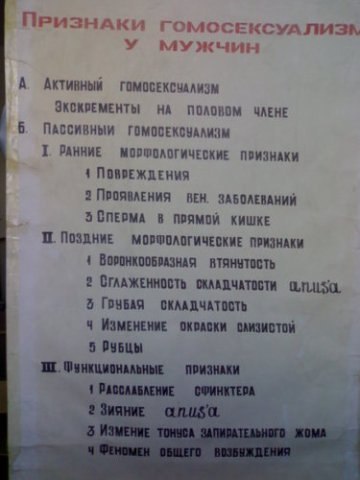 ПРИЗНАКИ ГОМОСЕКСУАЛИЗМ
У МУЖЧИН
А. АКТИВНЫЙ ГОМОСЕКСУАЛИЗМ
ЭКСКРЕМЕНТЫ НА ПОЛОВОМ ЧЛЕНЕ
Б. ПАССИВНЫЙ ГОМОСЕКСУАЛИЗМ
I. РАННИЕ МОРФОЛОГИЧЕСКИЕ ПРИЗНАКИ
1 ПОВРЕЖДЕНИЯ
2 ПРОЯВЛЕНИЯ ВЕН. ЗАБОЛЕВАНИЙ
3 СПЕРМА В ПРЯМОЙ КИШКЕ
II. ПОЗДНИЕ МОРФОЛОГИЧЕСКИЕ ПРИЗНАКИ
1 ВОРОНКООБРАЗНАЯ ВТЯНУТОСТЬ
2 СГЛАЖЕННОСТЬ СКЛАДЧАТОСТИ anus'a
3 ГРУБАЯ СКЛАДЧАТОСТЬ
4 ИЗМЕНЕНИЕ ОКРАСКИ СЛИЗИСТОЙ
5 РУБЦЫ
III. ФУНКЦИОНАЛЬНЫЕ ПРИЗНАКИ
1 РАССЛАБЛЕНИЕ СФИНКТЕРА
2 ЗИЯНИЕ anus'a
3 ИЗМЕНИЕ ТОНУСА ЗАПИРАТЕЛЬНОГО ЖОМА
4 ФЕНОМЕН ОБЩЕГО ВОЗБУЖДЕНИЯ